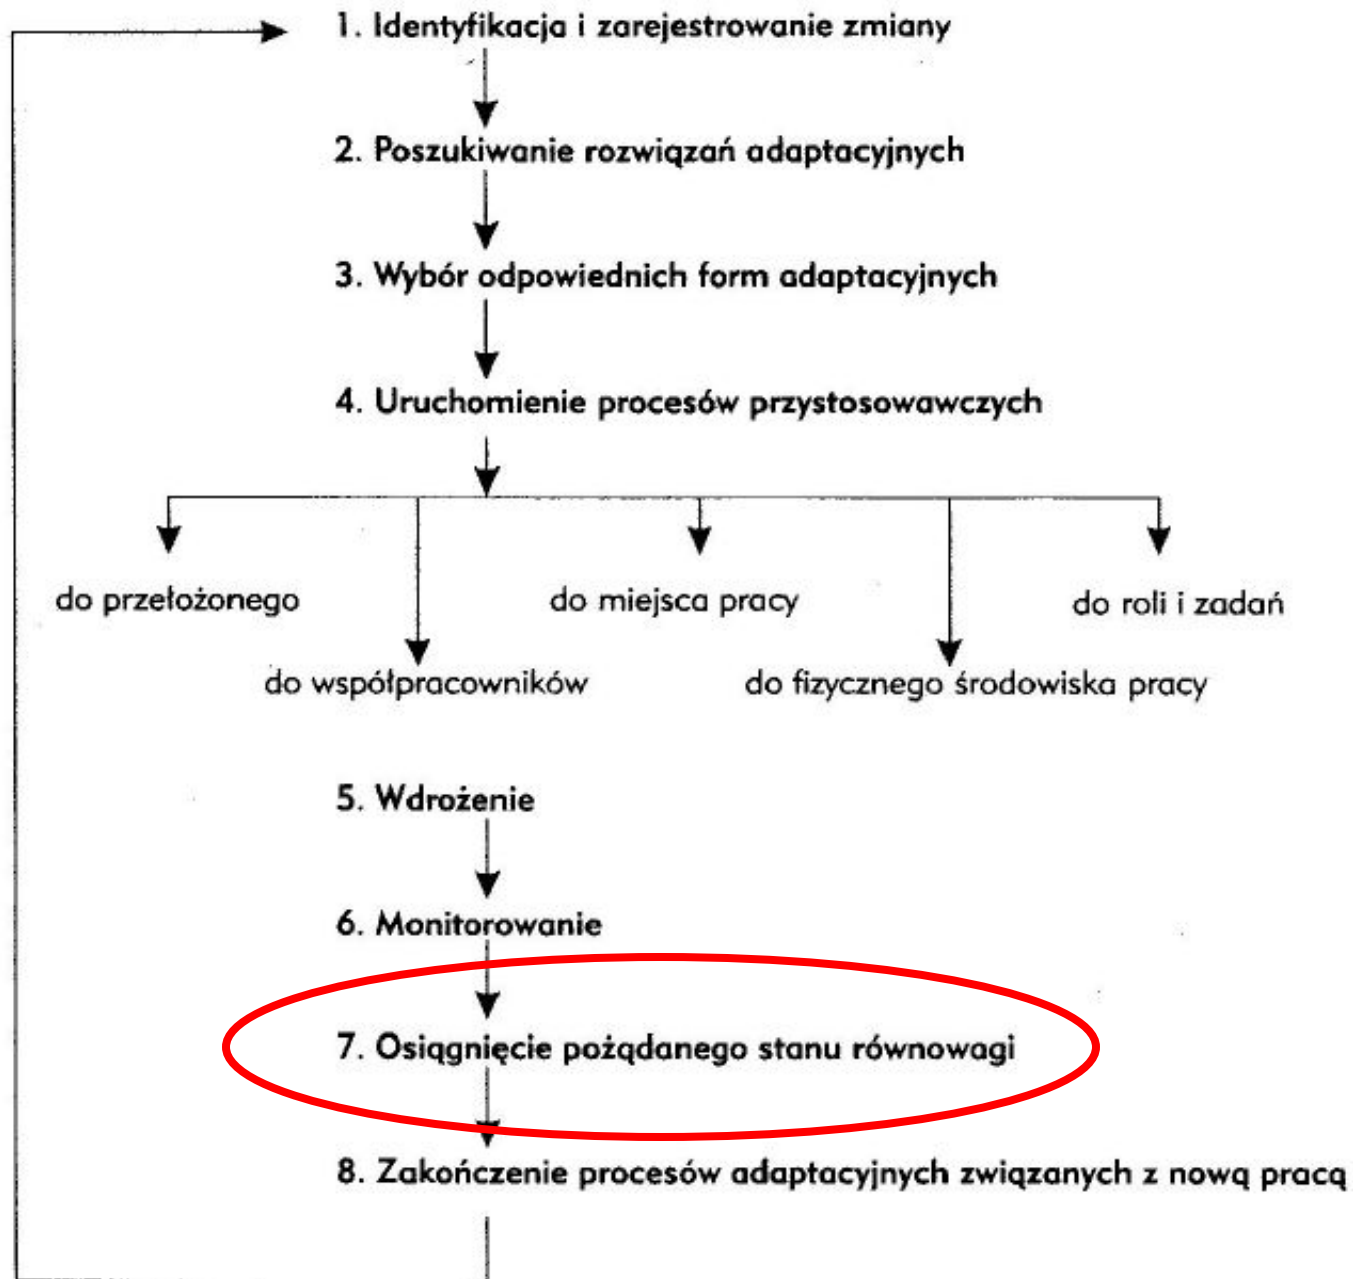 1. Identyfikacja i zarejestrowanie zmiany
2. Poszukiwanie rozwiązań adaptacyjnych
3. Wybór odpowiednich form adaptacyjnych
4. Uruchomienie procesów przystosowawczych
do przełożonego
do miejsca pracy
do roli i zadań
do współpracowników
do fizycznego środowiska pracy
5. Wdrożenie
6. Monitorowanie
7. Osiągnięcie pożądanego stanu równowagi
8. Zakończenie procesów adaptacyjnych związanych z nową pracą